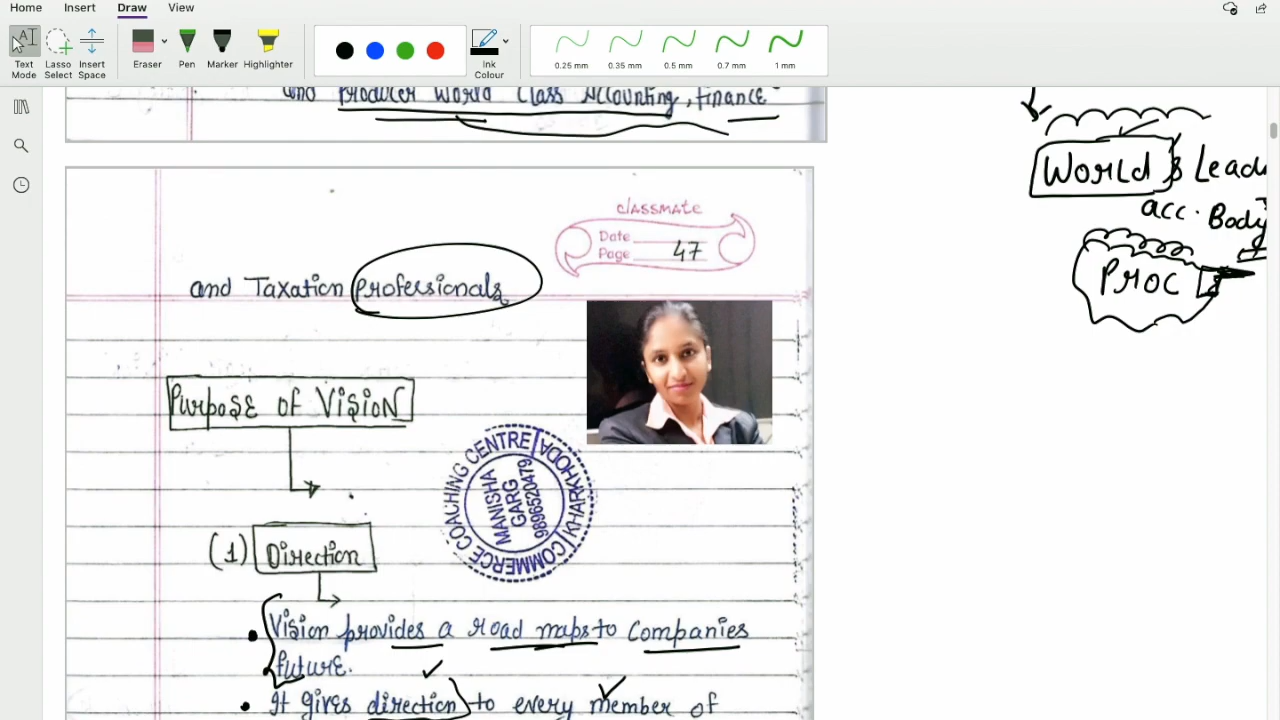 Home Insert Draw View
Text Mode
Lasso Select
Insert Space
Eraser
Pen
Marker
Highlighter
Ink Colour
0.25 mm 0.35 mm 0.5 mm 0.7 mm 1 mm
and Producer World Class Accounting, finance
classmate
Date
Page 47
and Taxation Professionals
Purpose of Vision
COMMERCE COACHING CENTRE KHARKHODA
MANISHA
GARG
(1) Direction
• Vision provides a road maps to Companies
future.
• It gives direction to every member of
World's Lead
acc. Body
PROC